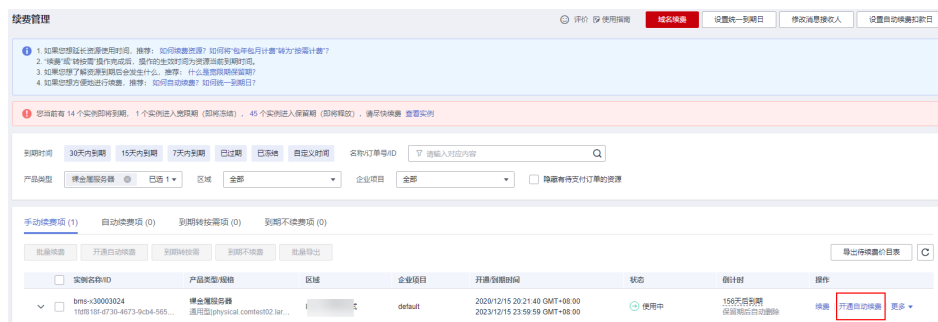 续费管理
评价 使用指南 域名续费 设置统一到期日 修改消息接收人 设置自动续费扣款日
1. 如果您想延长资源使用时间，推荐：如何续费资源？如何将"包年包月计费"转为"按需计费"？
2. "续费"或"转按需"操作完成后，操作的生效时间为资源当前到期时间。
3. 如果您想了解资源到期后会发生什么，推荐：什么是宽限期保留期？
4. 如果您想方便地进行续费，推荐：如何自动续费？如何统一到期日？
您当前有 14 个实例即将到期， 1 个实例进入宽限期（即将冻结）， 45 个实例进入保留期（即将释放），请尽快续费 查看实例
到期时间 30天内到期 15天内到期 7天内到期 已过期 已冻结 自定义时间 名称/订单号/ID 请输入对应内容
产品类型 裸金属服务器 已选 1 区域 全部 企业项目 全部 隐藏有待支付订单的资源
手动续费项 (1) 自动续费项 (0) 到期转按需项 (0) 到期不续费项 (0)
批量续费 开通自动续费 到期转按需 到期不续费 批量导出 导出待续费价目表
实例名称/ID 产品类型/规格 区域 企业项目 开通/到期时间 状态 倒计时 操作
bms-x30003024 裸金属服务器 default 2020/12/15 20:21:40 GMT+08:00 使用中 156天后到期 续费 开通自动续费 更多
1fdf818f-d730-4673-9cb4-565... 通用型(physical.comtest02.lar... 2023/12/15 23:59:59 GMT+08:00 保留期后自动删除